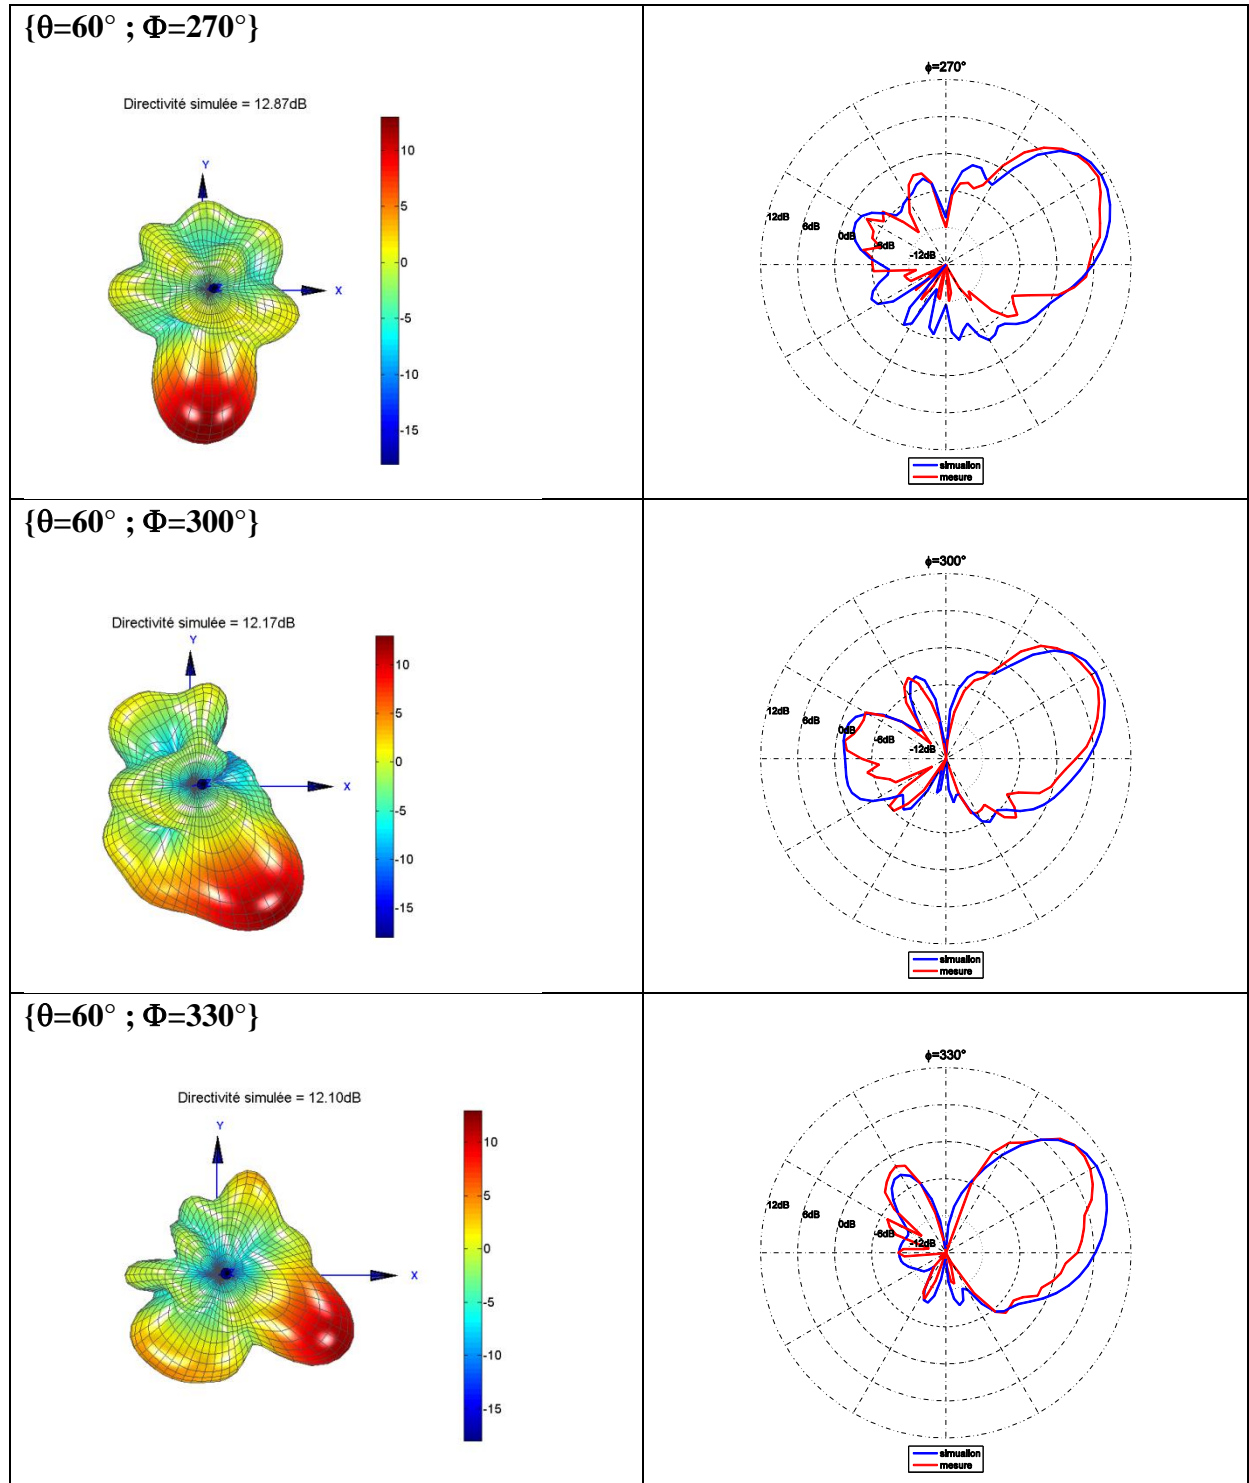 {θ=60° ; Φ=270°}
Directivité simulée = 12.87dB
Y
X
10
5
0
-5
-10
-15
ϕ=270°
12dB
6dB
0dB
-6dB
-12dB
simualion
mesure
{θ=60° ; Φ=300°}
Directivité simulée = 12.17dB
Y
X
10
5
0
-5
-10
-15
ϕ=300°
12dB
6dB
0dB
-6dB
-12dB
simualion
mesure
{θ=60° ; Φ=330°}
Directivité simulée = 12.10dB
Y
X
10
5
0
-5
-10
-15
ϕ=330°
12dB
6dB
0dB
-6dB
-12dB
simualion
mesure